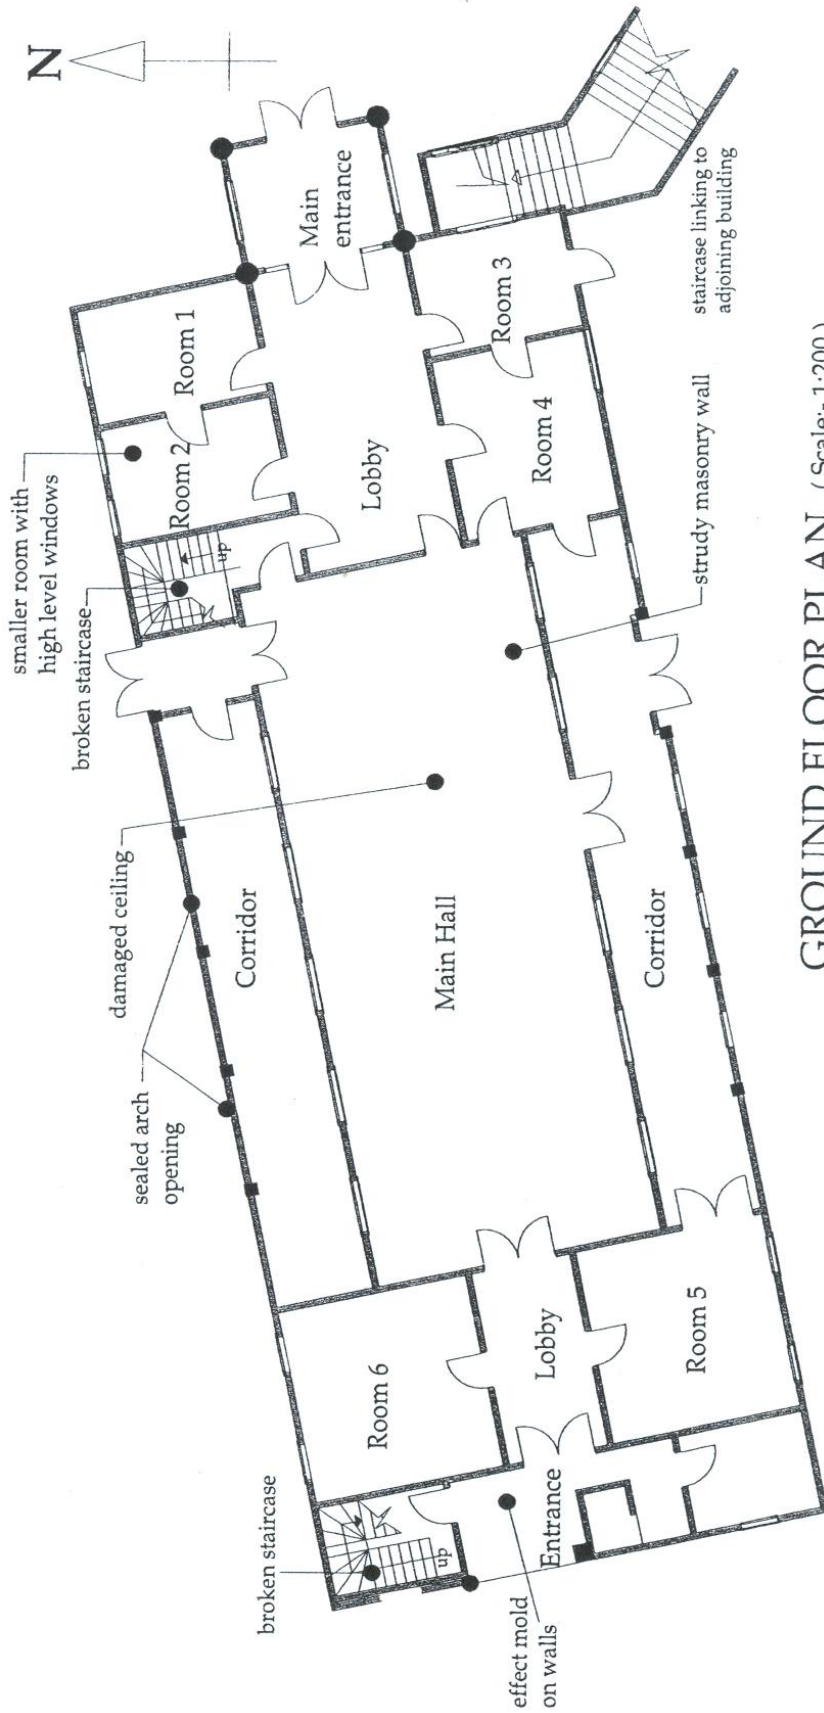 N
smaller room with
high level windows
broken staircase
damaged ceiling
sealed arch
opening
broken staircase
effect mold
on walls
Room 1
Room 2
up
Main
entrance
Lobby
Room 3
Room 4
Corridor
Main Hall
Corridor
Room 6
Lobby
Room 5
up
Entrance
staircase linking to
adjoining building
strudy masonry wall
GROUND FLOOR PLAN (Scale:- 1:200)